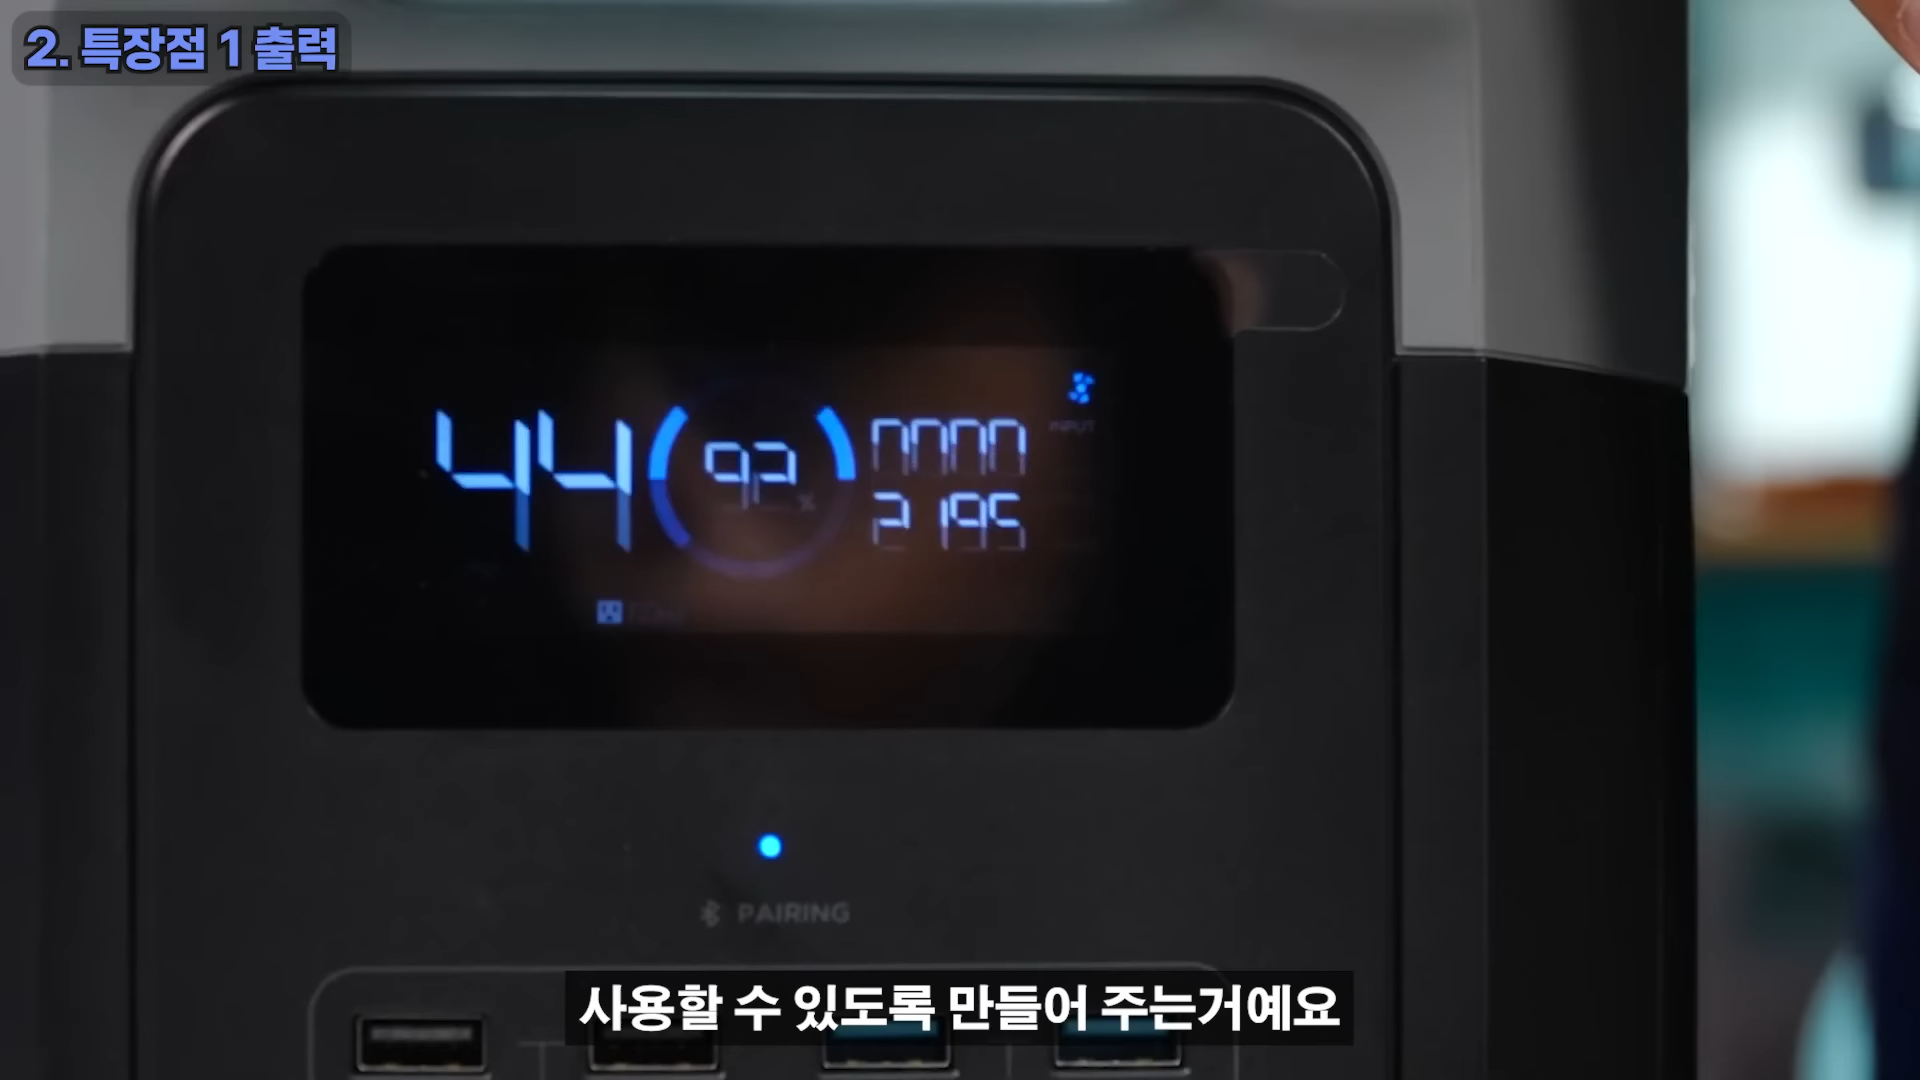 2. 특장점 1 출력
44
92
%
0000
2195
INPUT
PAIRING
사용할 수 있도록 만들어 주는거예요